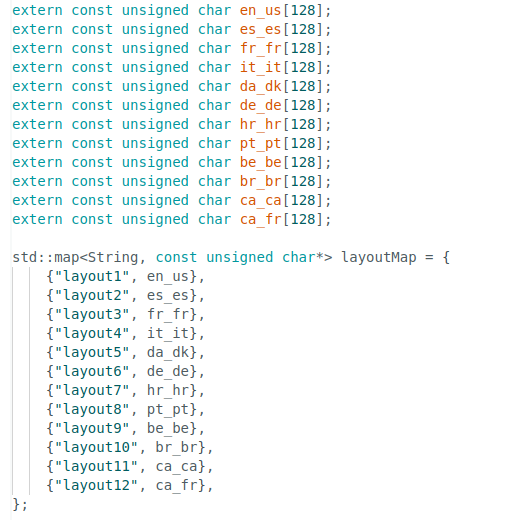 extern const unsigned char en_us[128];
extern const unsigned char es_es[128];
extern const unsigned char fr_fr[128];
extern const unsigned char it_it[128];
extern const unsigned char da_dk[128];
extern const unsigned char de_de[128];
extern const unsigned char hr_hr[128];
extern const unsigned char pt_pt[128];
extern const unsigned char be_be[128];
extern const unsigned char br_br[128];
extern const unsigned char ca_ca[128];
extern const unsigned char ca_fr[128];

std::map<String, const unsigned char*> layoutMap = {
    {"layout1", en_us},
    {"layout2", es_es},
    {"layout3", fr_fr},
    {"layout4", it_it},
    {"layout5", da_dk},
    {"layout6", de_de},
    {"layout7", hr_hr},
    {"layout8", pt_pt},
    {"layout9", be_be},
    {"layout10", br_br},
    {"layout11", ca_ca},
    {"layout12", ca_fr},
};